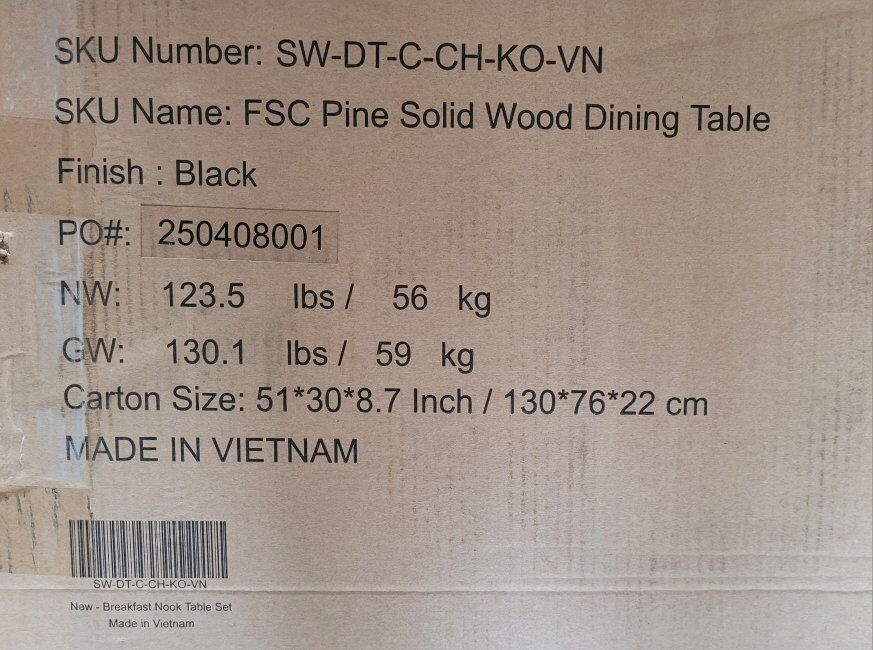 SKU Number: SW-DT-C-CH-KO-VN
SKU Name: FSC Pine Solid Wood Dining Table
Finish : Black
PO#: 250408001
NW: 123.5 lbs / 56 kg
GW: 130.1 lbs / 59 kg
Carton Size: 51*30*8.7 Inch / 130*76*22 cm
MADE IN VIETNAM
SW-DT-C-CH-KO-VN
New - Breakfast Nook Table Set
Made in Vietnam